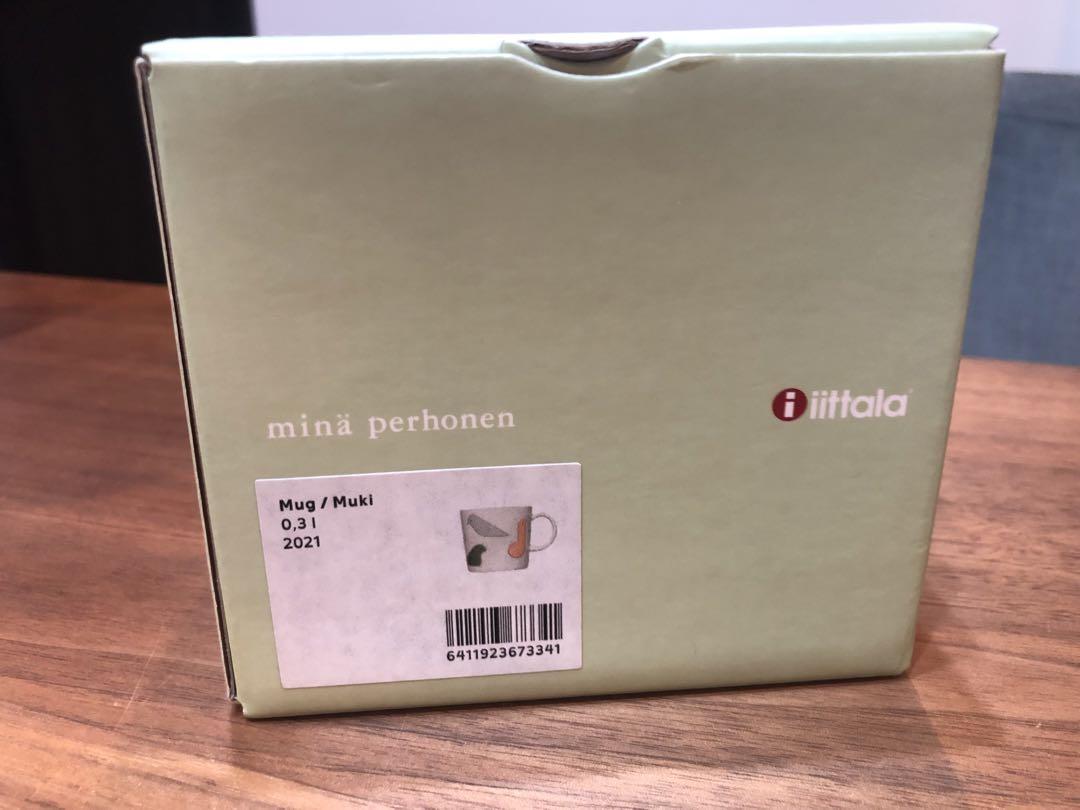 minä perhonen
i iittala
Mug / Muki
0,3 l
2021
6411923673341